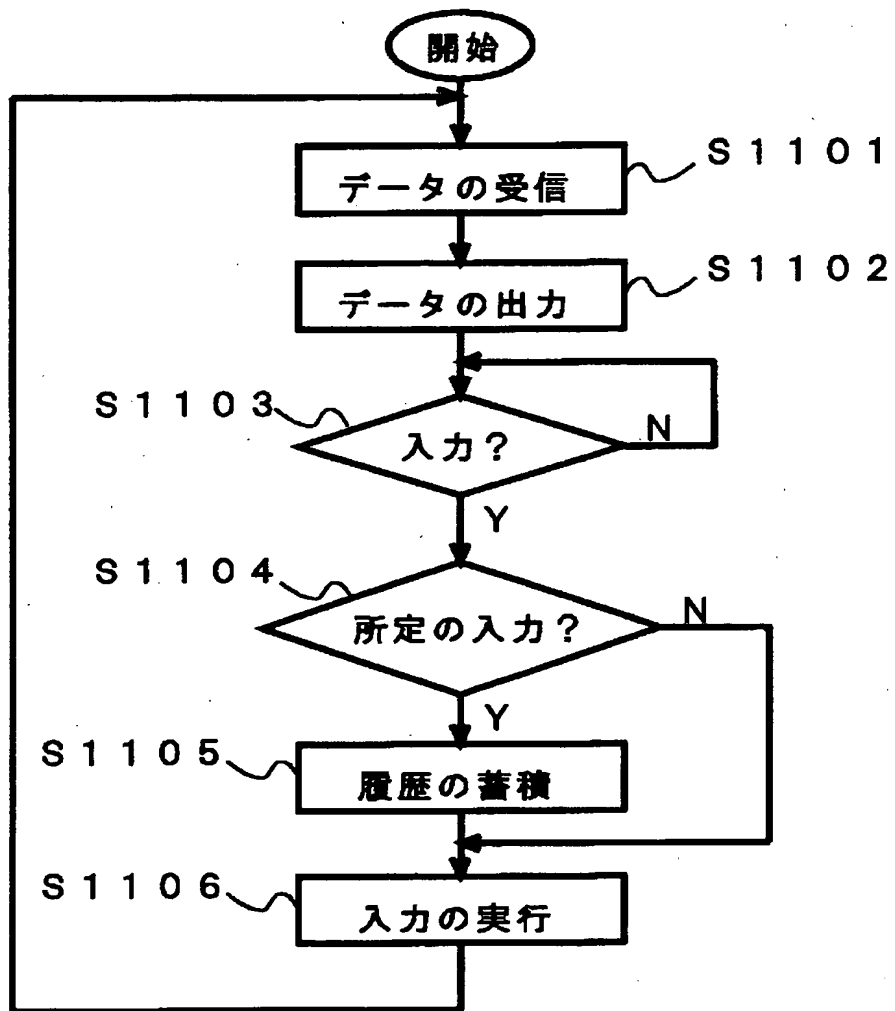 開始
データの受信
S1101
データの出力
S1102
S1103
入力?
N
Y
S1104
所定の入力?
N
Y
S1105
履歴の蓄積
S1106
入力の実行